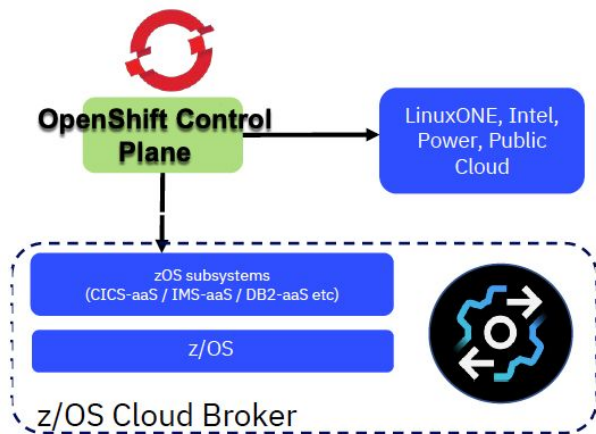 OpenShift Control
Plane
LinuxONE, Intel,
Power, Public
Cloud
zOS subsystems
(CICS-aaS / IMS-aaS / DB2-aaS etc)
z/OS
z/OS Cloud Broker